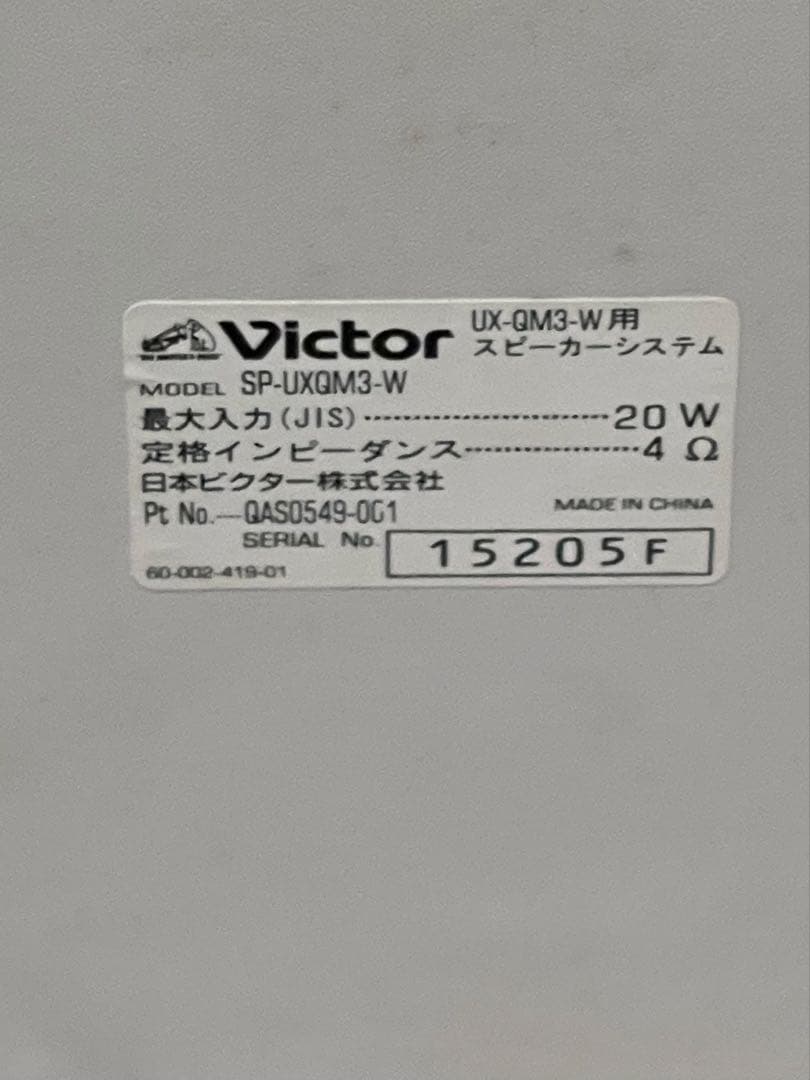 Victor UX-QM3-W用
スピーカーシステム
MODEL SP-UXQM3-W
最大入力(JIS)························20 W
定格インピーダンス··················4 Ω
日本ビクター株式会社
Pt No.—QAS0549-001 MADE IN CHINA
SERIAL No. 15205F
60-002-419-01